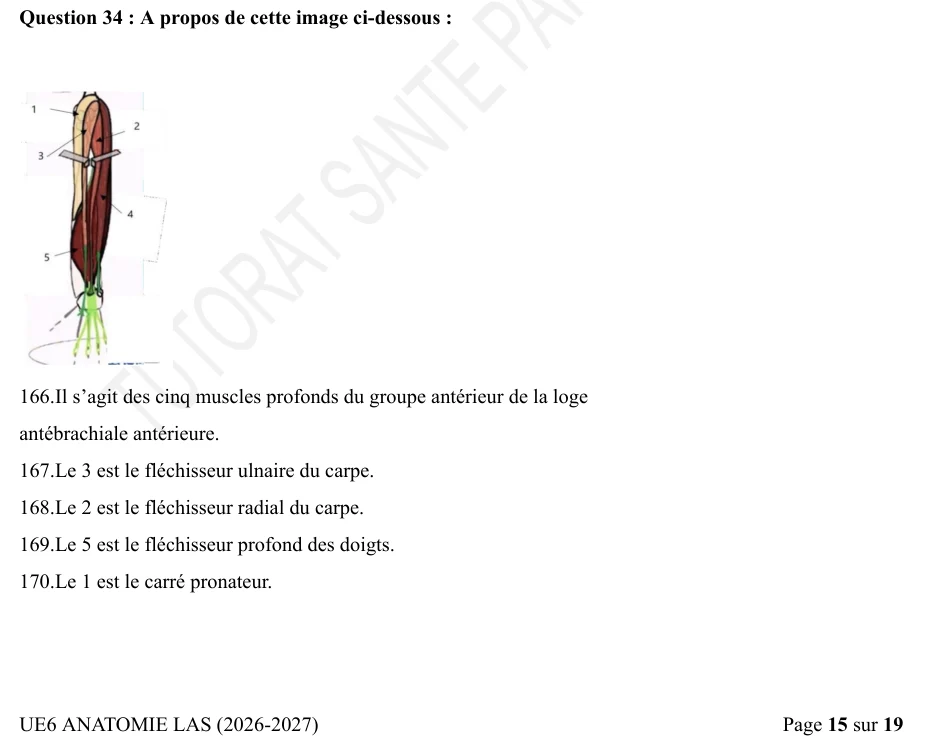 Question 34 : A propos de cette image ci-dessous :
1
2
3
4
5
TUTORAT SANTE PA
166.Il s’agit des cinq muscles profonds du groupe antérieur de la loge
antébrachiale antérieure.
167.Le 3 est le fléchisseur ulnaire du carpe.
168.Le 2 est le fléchisseur radial du carpe.
169.Le 5 est le fléchisseur profond des doigts.
170.Le 1 est le carré pronateur.
UE6 ANATOMIE LAS (2026-2027)
Page 15 sur 19